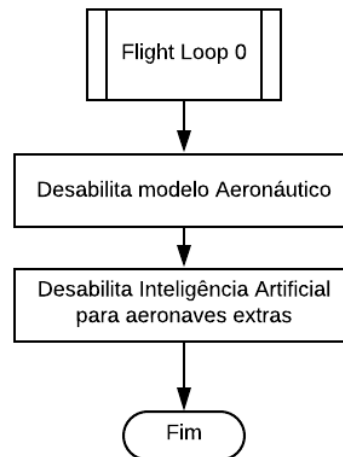 Flight Loop 0
Desabilita modelo Aeronáutico
Desabilita Inteligência Artificial
para aeronaves extras
Fim